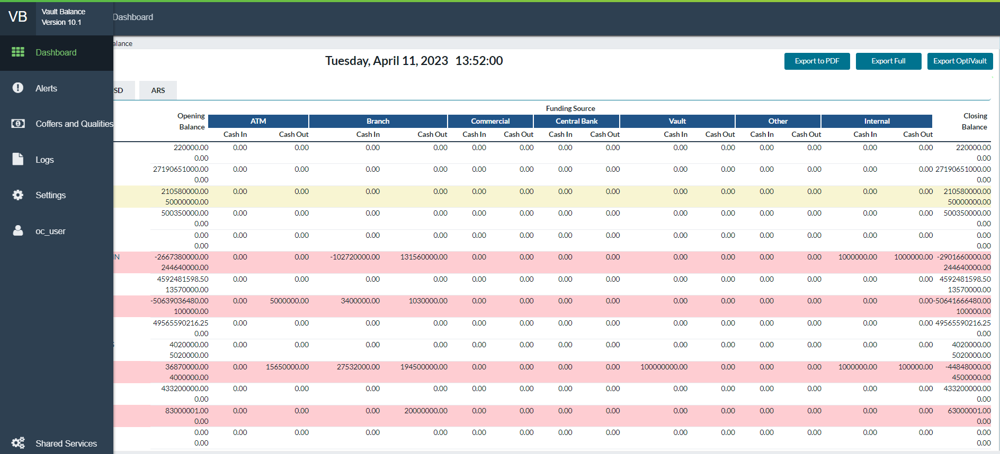 VB
Vault Balance
Version 10.1
Dashboard
Dashboard
Alerts
Coffers and Qualities
Logs
Settings
oc_user
Shared Services
alance
Tuesday, April 11, 2023 13:52:00
Export to PDF Export Full Export OptiVault
SD ARS
Funding Source
Opening Balance ATM Branch Commercial Central Bank Vault Other Internal Closing Balance
Cash In Cash Out Cash In Cash Out Cash In Cash Out Cash In Cash Out Cash In Cash Out Cash In Cash Out Cash In Cash Out
220000.00 0.00 0.00 0.00 0.00 0.00 0.00 0.00 0.00 0.00 0.00 0.00 0.00 0.00 0.00 220000.00
0.00 0.00
27190651000.00 0.00 0.00 0.00 0.00 0.00 0.00 0.00 0.00 0.00 0.00 0.00 0.00 0.00 0.00 27190651000.00
0.00 0.00
210580000.00 0.00 0.00 0.00 0.00 0.00 0.00 0.00 0.00 0.00 0.00 0.00 0.00 0.00 0.00 210580000.00
50000000.00 50000000.00
500350000.00 0.00 0.00 0.00 0.00 0.00 0.00 0.00 0.00 0.00 0.00 0.00 0.00 0.00 0.00 500350000.00
0.00 0.00
0.00 0.00 0.00 0.00 0.00 0.00 0.00 0.00 0.00 0.00 0.00 0.00 0.00 0.00 0.00 0.00
0.00 0.00
IN -2667380000.00 0.00 0.00 -102720000.00 131560000.00 0.00 0.00 0.00 0.00 0.00 0.00 0.00 0.00 1000000.00 1000000.00 -2901660000.00
244640000.00 244640000.00
4592481598.50 0.00 0.00 0.00 0.00 0.00 0.00 0.00 0.00 0.00 0.00 0.00 0.00 0.00 0.00 4592481598.50
13570000.00 13570000.00
-50639036480.00 0.00 5000000.00 3400000.00 1030000.00 0.00 0.00 0.00 0.00 0.00 0.00 0.00 0.00 0.00 0.00 -50641666480.00
100000.00 100000.00
49565590216.25 0.00 0.00 0.00 0.00 0.00 0.00 0.00 0.00 0.00 0.00 0.00 0.00 0.00 0.00 49565590216.25
0.00 0.00
4020000.00 0.00 0.00 0.00 0.00 0.00 0.00 0.00 0.00 0.00 0.00 0.00 0.00 0.00 0.00 4020000.00
5020000.00 5020000.00
36870000.00 0.00 15650000.00 27532000.00 194500000.00 0.00 0.00 0.00 0.00 100000000.00 0.00 0.00 0.00 1000000.00 100000.00 -44848000.00
4000000.00 4500000.00
433200000.00 0.00 0.00 0.00 0.00 0.00 0.00 0.00 0.00 0.00 0.00 0.00 0.00 0.00 0.00 433200000.00
0.00 0.00
83000001.00 0.00 0.00 0.00 20000000.00 0.00 0.00 0.00 0.00 0.00 0.00 0.00 0.00 0.00 0.00 63000001.00
0.00 0.00
0.00 0.00 0.00 0.00 0.00 0.00 0.00 0.00 0.00 0.00 0.00 0.00 0.00 0.00 0.00 0.00
0.00 0.00